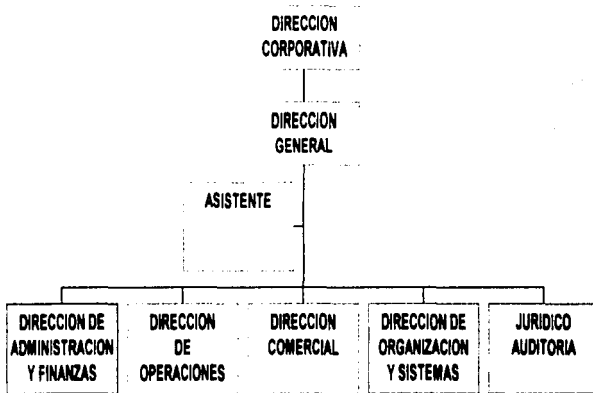 DIRECCION
CORPORATIVA
DIRECCION
GENERAL
ASISTENTE
DIRECCION DE
ADMINISTRACION
Y FINANZAS
DIRECCION
DE
OPERACIONES
DIRECCION
COMERCIAL
DIRECCION DE
ORGANIZACION
Y SISTEMAS
JURIDICO
AUDITORIA